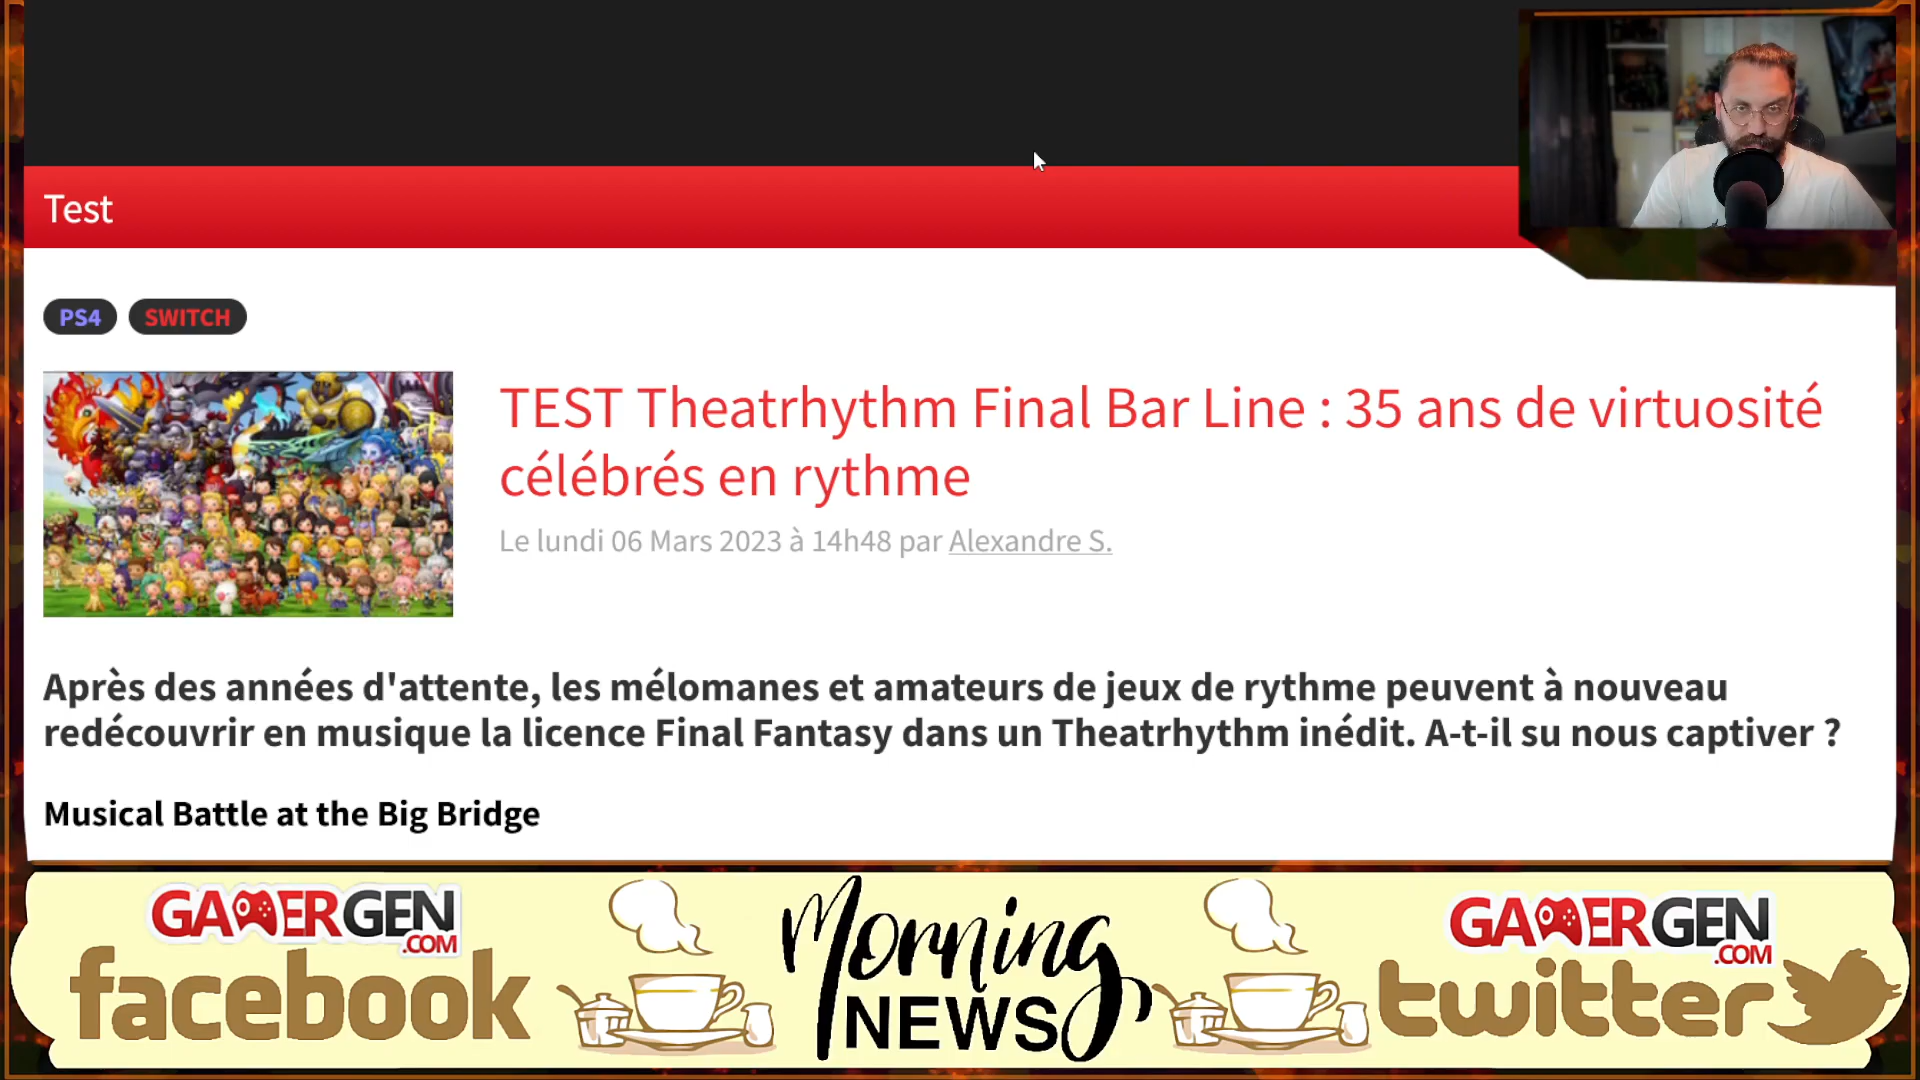 Test
PS4
SWITCH
TEST Theatrhythm Final Bar Line : 35 ans de virtuosité
célébrés en rythme
Le lundi 06 Mars 2023 à 14h48 par Alexandre S.
Après des années d'attente, les mélomanes et amateurs de jeux de rythme peuvent à nouveau
redécouvrir en musique la licence Final Fantasy dans un Theatrhythm inédit. A-t-il su nous captiver ?
Musical Battle at the Big Bridge
GAMERGEN
.COM
facebook
Morning
NEWS
GAMERGEN
.COM
twitter